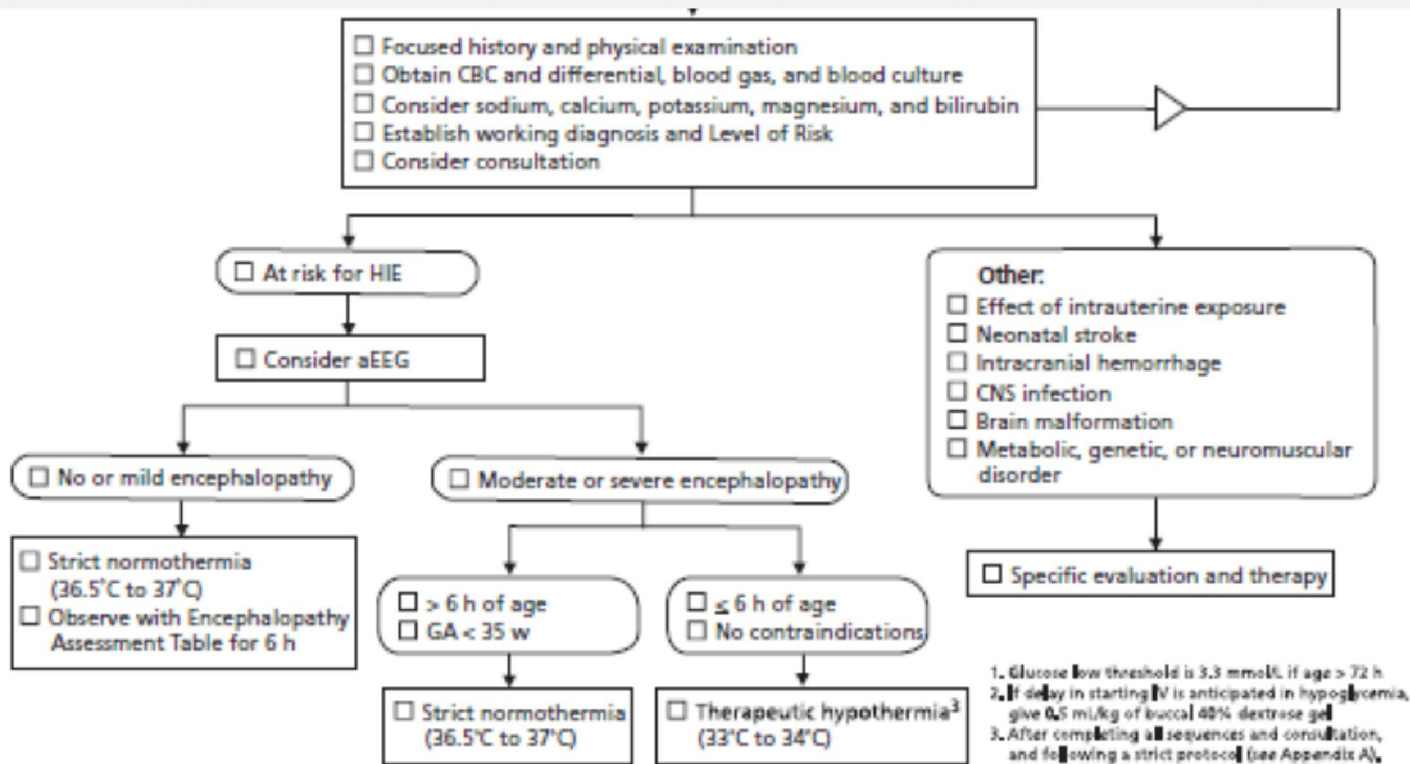 ☐ Focused history and physical examination
☐ Obtain CBC and differential, blood gas, and blood culture
☐ Consider sodium, calcium, potassium, magnesium, and bilirubin
☐ Establish working diagnosis and Level of Risk
☐ Consider consultation
☐ At risk for HIE
☐ Consider aEEG
☐ No or mild encephalopathy
☐ Strict normothermia
(36.5°C to 37°C)
☐ Observe with Encephalopathy
Assessment Table for 6 h
☐ Moderate or severe encephalopathy
☐ > 6 h of age
☐ GA < 35 w
☐ Strict normothermia
(36.5°C to 37°C)
☐ ≤ 6 h of age
☐ No contraindications
☐ Therapeutic hypothermia³
(33°C to 34°C)
Other:
☐ Effect of intrauterine exposure
☐ Neonatal stroke
☐ Intracranial hemorrhage
☐ CNS infection
☐ Brain malformation
☐ Metabolic, genetic, or neuromuscular
disorder
☐ Specific evaluation and therapy
1. Glucose low threshold is 3.3 mmol/L if age > 72 h
2. If delay in starting IV is anticipated in hypoglycemia,
give 0.5 mL/kg of buccal 40% dextrose gel
3. After completing all sequences and consultation,
and following a strict protocol (see Appendix A).